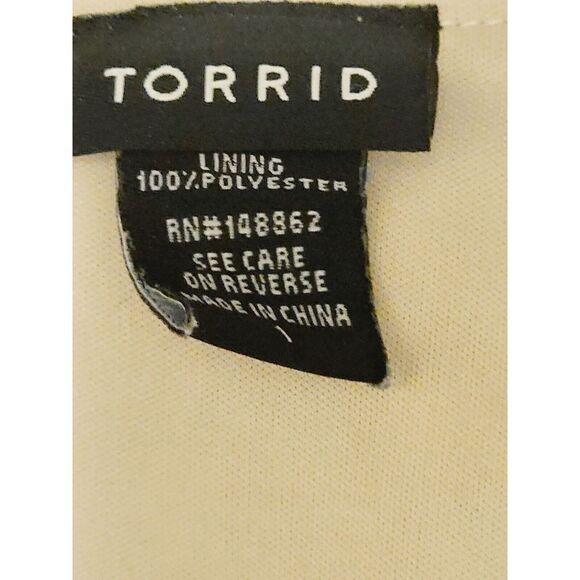 TORRID
LINING
100% POLYESTER
RN#148862
SEE CARE
ON REVERSE
MADE IN CHINA